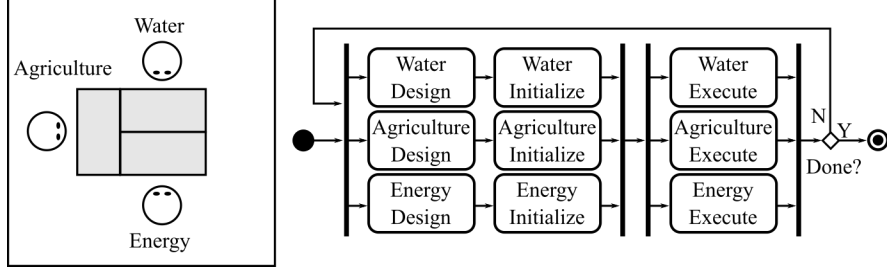 Water
Agriculture
Energy
Water
Design
Water
Initialize
Water
Execute
Agriculture
Design
Agriculture
Initialize
Agriculture
Execute
N
Y
Done?
Energy
Design
Energy
Initialize
Energy
Execute